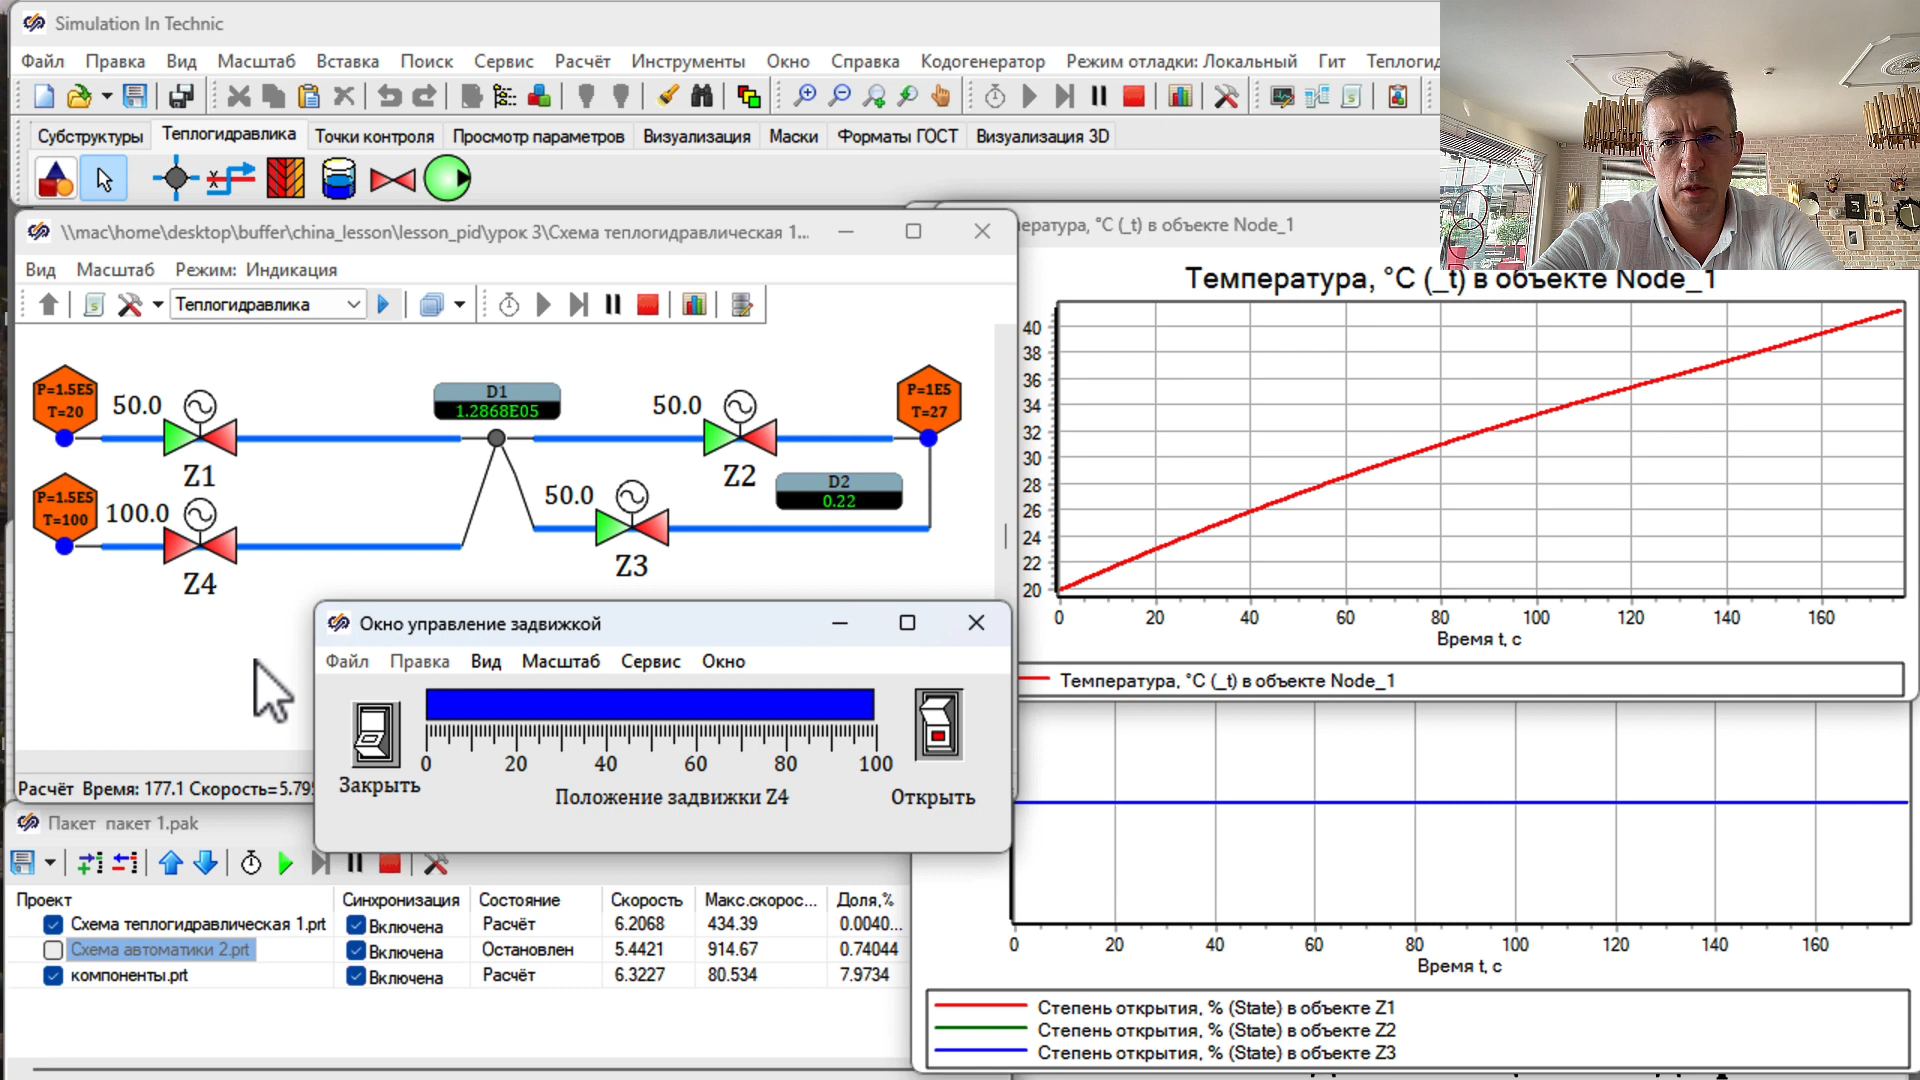 Simulation In Technic
Файл Правка Вид Масштаб Вставка Поиск Сервис Расчёт Инструменты Окно Справка Кодогенератор Режим отладки: Локальный Гит Теплогид
Субструктуры Теплогидравлика Точки контроля Просмотр параметров Визуализация Маски Форматы ГОСТ Визуализация 3D
\\mac\home\desktop\buffer\china_lesson\lesson_pid\урок 3\Схема теплогидравлическая 1...
Вид Масштаб Режим: Индикация
Теплогидравлика
P=1.5E5
T=20
50.0
Z1
D1
1.2868E05
50.0
Z2
P=1E5
T=27
P=1.5E5
T=100
100.0
Z4
50.0
Z3
D2
0.22
Расчёт Время: 177.1 Скорость=5.795
Окно управление задвижкой
Файл Правка Вид Масштаб Сервис Окно
0 20 40 60 80 100
Закрыть
Положение задвижки Z4
Открыть
Пакет пакет 1.pak
Проект Синхронизация Состояние Скорость Макс.скорос... Доля,%
Схема теплогидравлическая 1.prt Включена Расчёт 6.2068 434.39 0.0040...
Схема автоматики 2.prt Включена Остановлен 5.4421 914.67 0.74044
компоненты.prt Включена Расчёт 6.3227 80.534 7.9734
пература, °C (_t) в объекте Node_1
Температура, °C (_t) в объекте Node_1
40
38
36
34
32
30
28
26
24
22
20
0 20 40 60 80 100 120 140 160
Время t, с
Температура, °C (_t) в объекте Node_1
0 20 40 60 80 100 120 140 160
Время t, с
Степень открытия, % (State) в объекте Z1
Степень открытия, % (State) в объекте Z2
Степень открытия, % (State) в объекте Z3